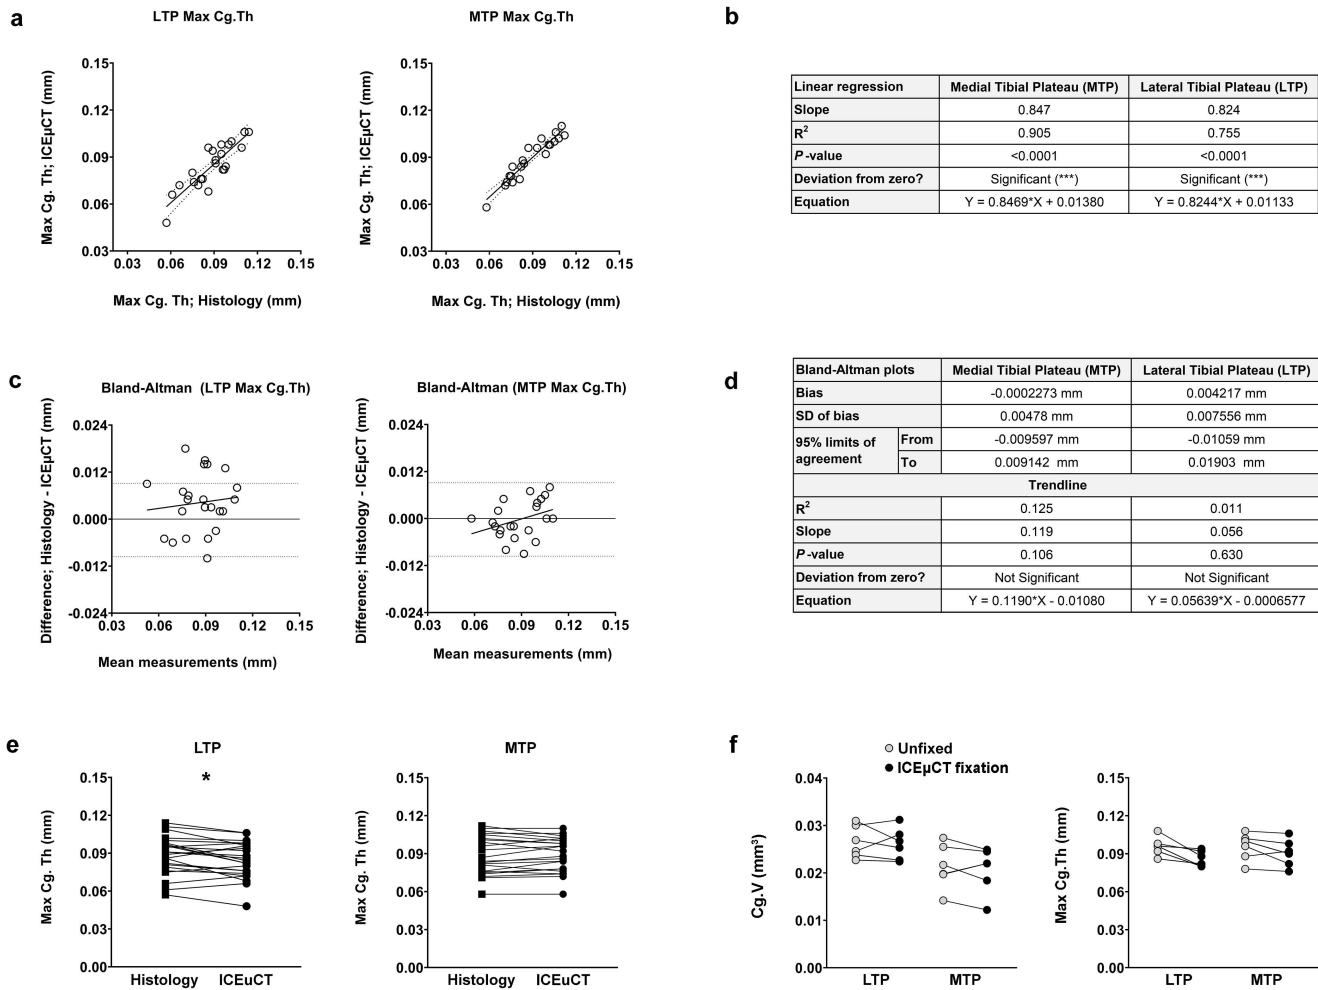 a
LTP Max Cg.Th
MTP Max Cg.Th
Max Cg. Th; ICEµCT (mm)
0.15
0.12
0.09
0.06
0.03
0.03 0.06 0.09 0.12 0.15
Max Cg. Th; Histology (mm)
Max Cg. Th; ICEµCT (mm)
0.15
0.12
0.09
0.06
0.03
0.03 0.06 0.09 0.12 0.15
Max Cg. Th; Histology (mm)
b
Linear regression Medial Tibial Plateau (MTP) Lateral Tibial Plateau (LTP)
Slope 0.847 0.824
R² 0.905 0.755
P-value <0.0001 <0.0001
Deviation from zero? Significant (***) Significant (***)
Equation Y = 0.8469*X + 0.01380 Y = 0.8244*X + 0.01133
c
Bland-Altman (LTP Max Cg.Th)
Bland-Altman (MTP Max Cg.Th)
Difference; Histology - ICEµCT (mm)
0.024
0.012
0.000
-0.012
-0.024
0.03 0.06 0.09 0.12 0.15
Mean measurements (mm)
Difference; Histology - ICEµCT (mm)
0.024
0.012
0.000
-0.012
-0.024
0.03 0.06 0.09 0.12 0.15
Mean measurements (mm)
d
Bland-Altman plots Medial Tibial Plateau (MTP) Lateral Tibial Plateau (LTP)
Bias -0.0002273 mm 0.004217 mm
SD of bias 0.00478 mm 0.007556 mm
95% limits of agreement From -0.009597 mm -0.01059 mm
To 0.009142 mm 0.01903 mm
Trendline
R² 0.125 0.011
Slope 0.119 0.056
P-value 0.106 0.630
Deviation from zero? Not Significant Not Significant
Equation Y = 0.1190*X - 0.01080 Y = 0.05639*X - 0.0006577
e
LTP
MTP
*
Max Cg. Th (mm)
0.15
0.12
0.09
0.06
0.03
0.00
Histology ICEuCT
Max Cg. Th (mm)
0.15
0.12
0.09
0.06
0.03
0.00
Histology ICEuCT
f
Unfixed
ICEµCT fixation
Cg.V (mm³)
0.04
0.03
0.02
0.01
0.00
LTP MTP
Max Cg.Th (mm)
0.15
0.12
0.09
0.06
0.03
0.00
LTP MTP